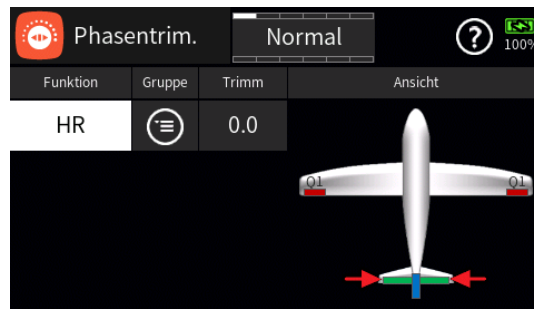 Phasentrim. Normal ? 100%
Funktion Gruppe Trimm Ansicht
HR 0.0
Q1 Q1